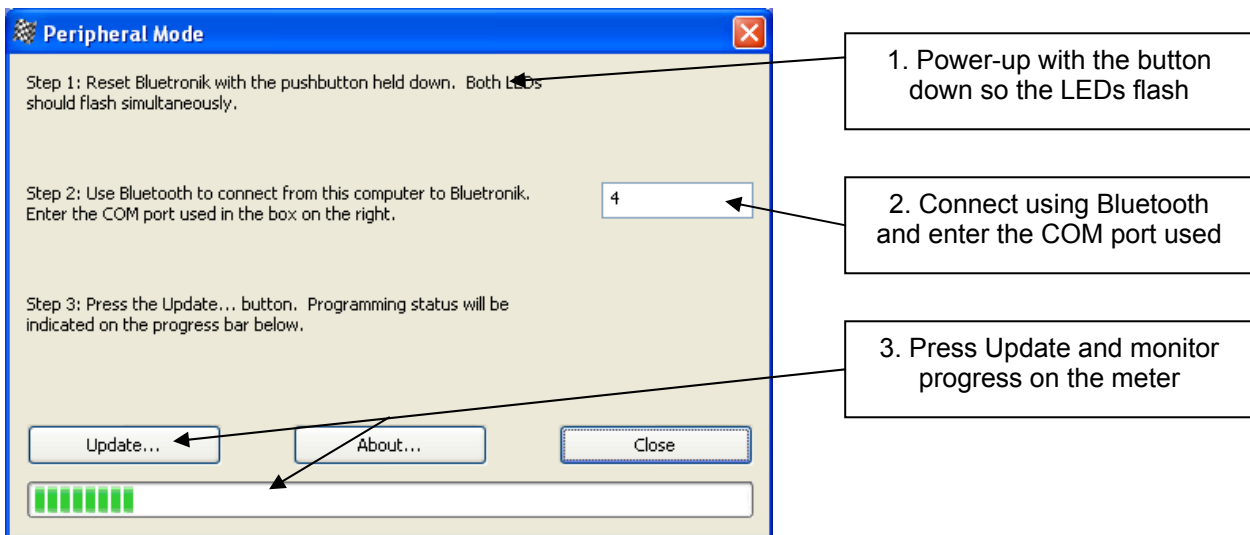 Peripheral Mode
Step 1: Reset Bluetronik with the pushbutton held down. Both LEDs
should flash simultaneously.
Step 2: Use Bluetooth to connect from this computer to Bluetronik.
Enter the COM port used in the box on the right.
4
Step 3: Press the Update... button. Programming status will be
indicated on the progress bar below.
Update...
About...
Close
1. Power-up with the button
down so the LEDs flash
2. Connect using Bluetooth
and enter the COM port used
3. Press Update and monitor
progress on the meter